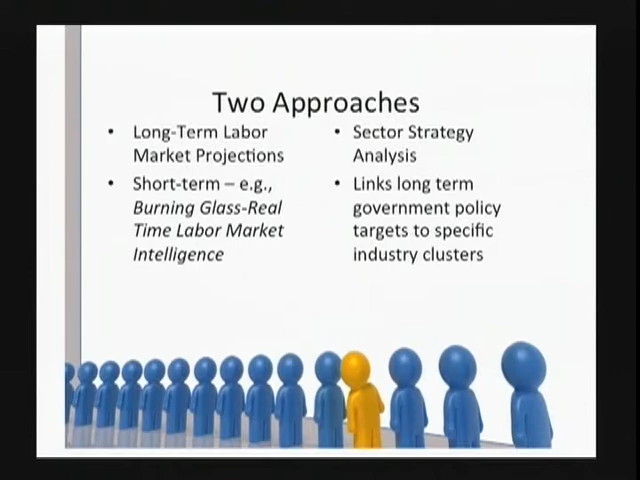 Two Approaches
• Long-Term Labor
Market Projections
• Short-term – e.g.,
Burning Glass-Real
Time Labor Market
Intelligence
• Sector Strategy
Analysis
• Links long term
government policy
targets to specific
industry clusters